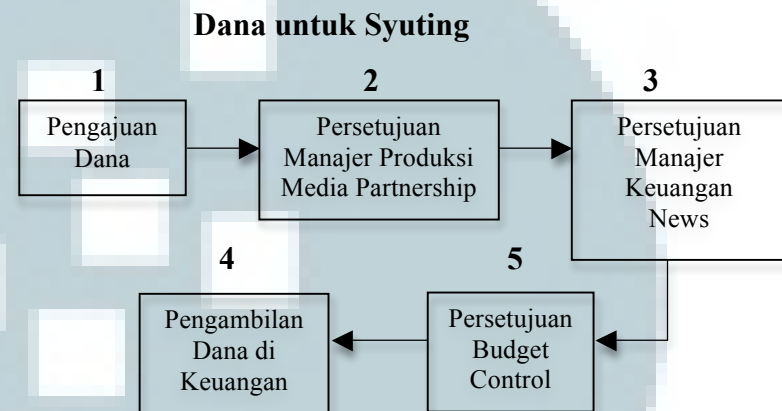 Dana untuk Syuting
1
2
3
Pengajuan
Dana
Persetujuan
Manajer Produksi
Media Partnership
Persetujuan
Manajer
Keuangan
News
4
5
Pengambilan
Dana di
Keuangan
Persetujuan
Budget
Control